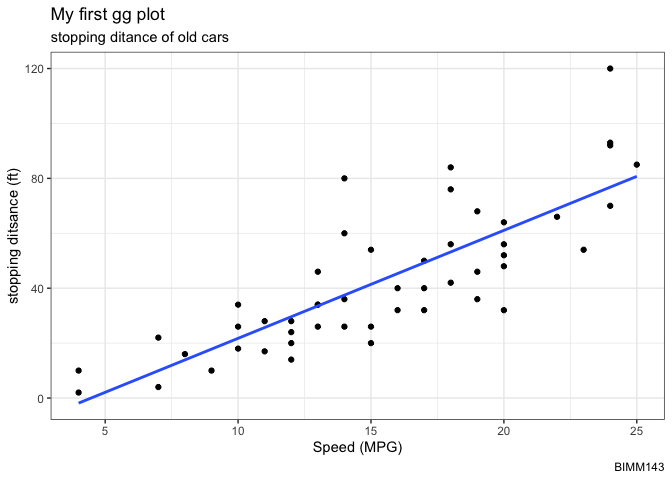 My first gg plot
stopping ditance of old cars
stopping ditsance (ft)
120
80
40
0
5 10 15 20 25
Speed (MPG)
BIMM143